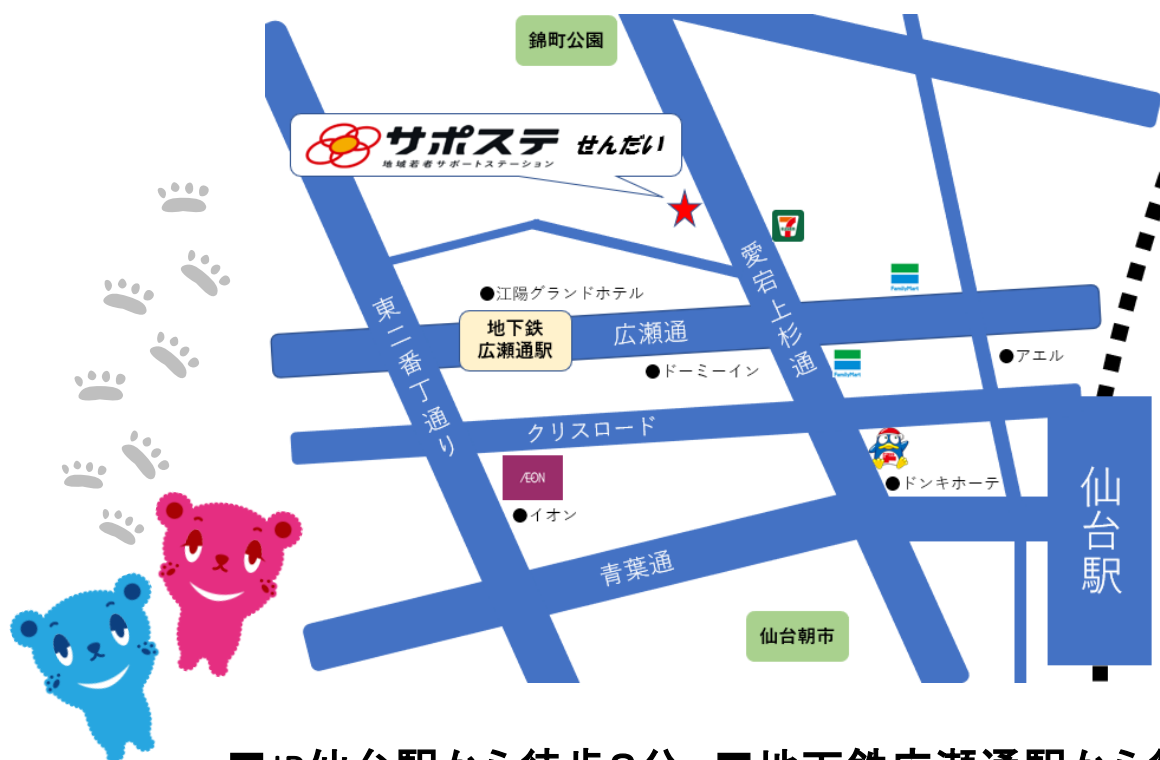 錦町公園
サポステ せんだい
地域若者サポートステーション
愛宕上杉通
7
FamilyMart
●江陽グランドホテル
東二番丁通り
地下鉄
広瀬通駅
広瀬通
●ドーミーイン
FamilyMart
●アエル
クリスロード
ÆON
●イオン
●ドンキホーテ
仙台駅
青葉通
仙台朝市